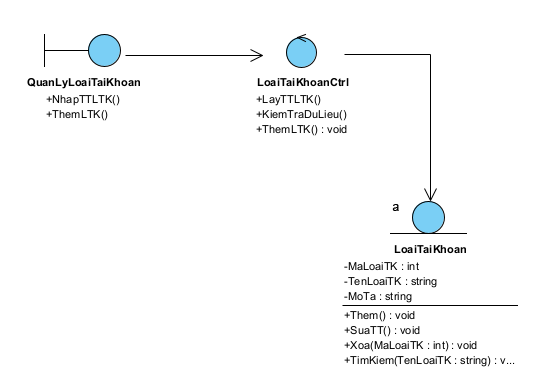 QuanLyLoaiTaiKhoan
+NhapTTLTK()
+ThemLTK()
LoaiTaiKhoanCtrl
+LayTTLTK()
+KiemTraDuLieu()
+ThemLTK() : void
a
LoaiTaiKhoan
-MaLoaiTK : int
-TenLoaiTK : string
-MoTa : string
+Them() : void
+SuaTT() : void
+Xoa(MaLoaiTK : int) : void
+TimKiem(TenLoaiTK : string) : v...